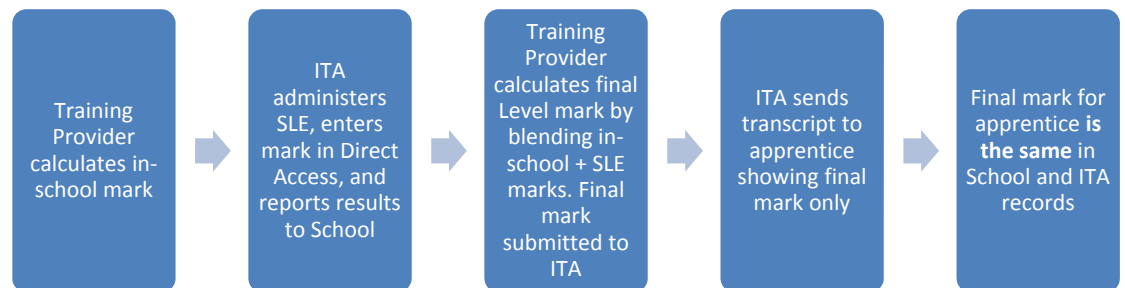 Training
Provider
calculates in-
school mark
ITA
administers
SLE, enters
mark in Direct
Access, and
reports results
to School
Training
Provider
calculates final
Level mark by
blending in-
school + SLE
marks. Final
mark
submitted to
ITA
ITA sends
transcript to
apprentice
showing final
mark only
Final mark for
apprentice is
the same in
School and ITA
records